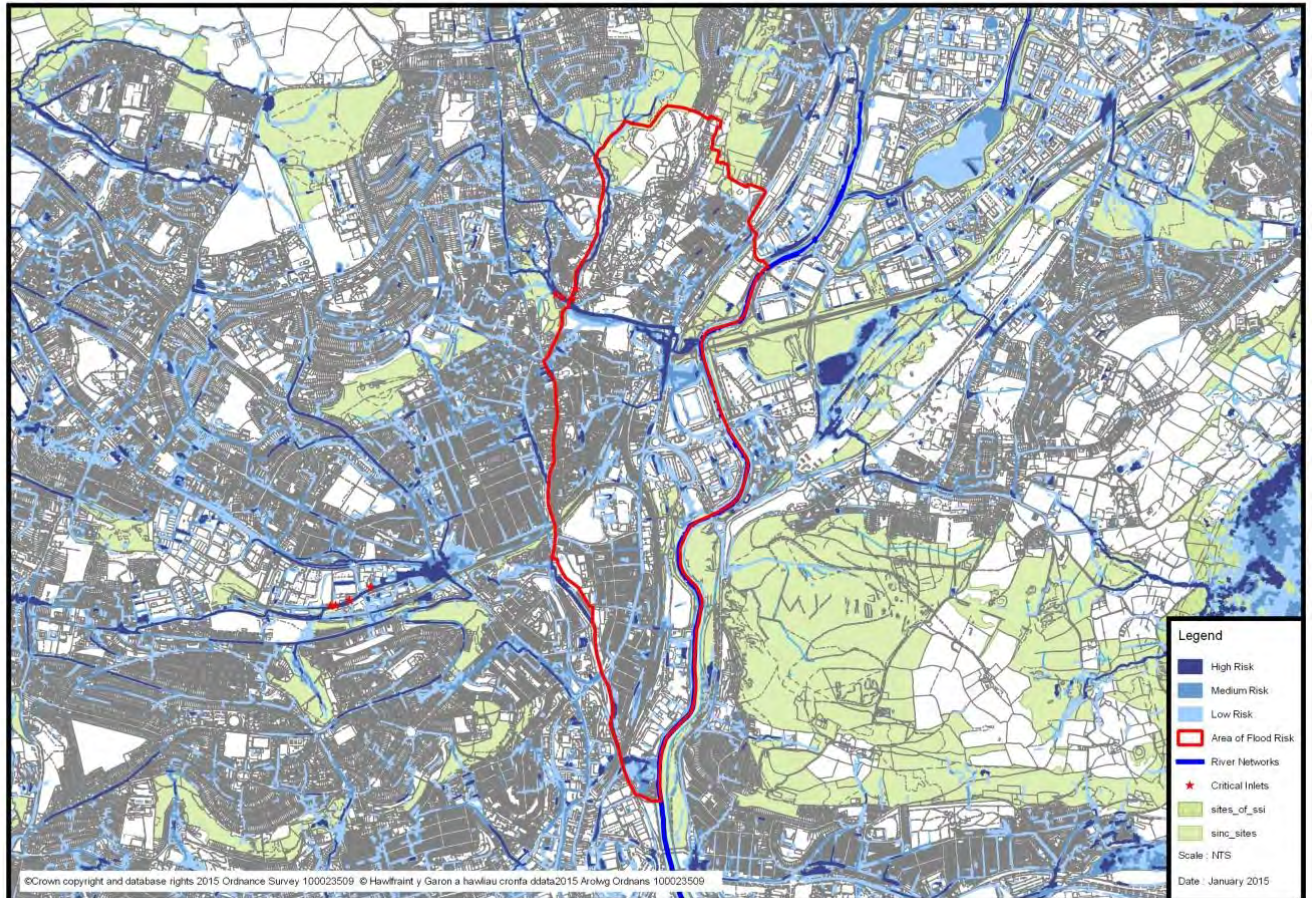 Legend
High Risk
Medium Risk
Low Risk
Area of Flood Risk
River Networks
Critical Inlets
sites_of_ssi
sinc_sites
Scale : NTS
Date : January 2015
©Crown copyright and database rights 2015 Ordnance Survey 100023509 © Hawlfraint y Goron a hawliau cronfa ddata2015 Arolwg Ordnans 100023509